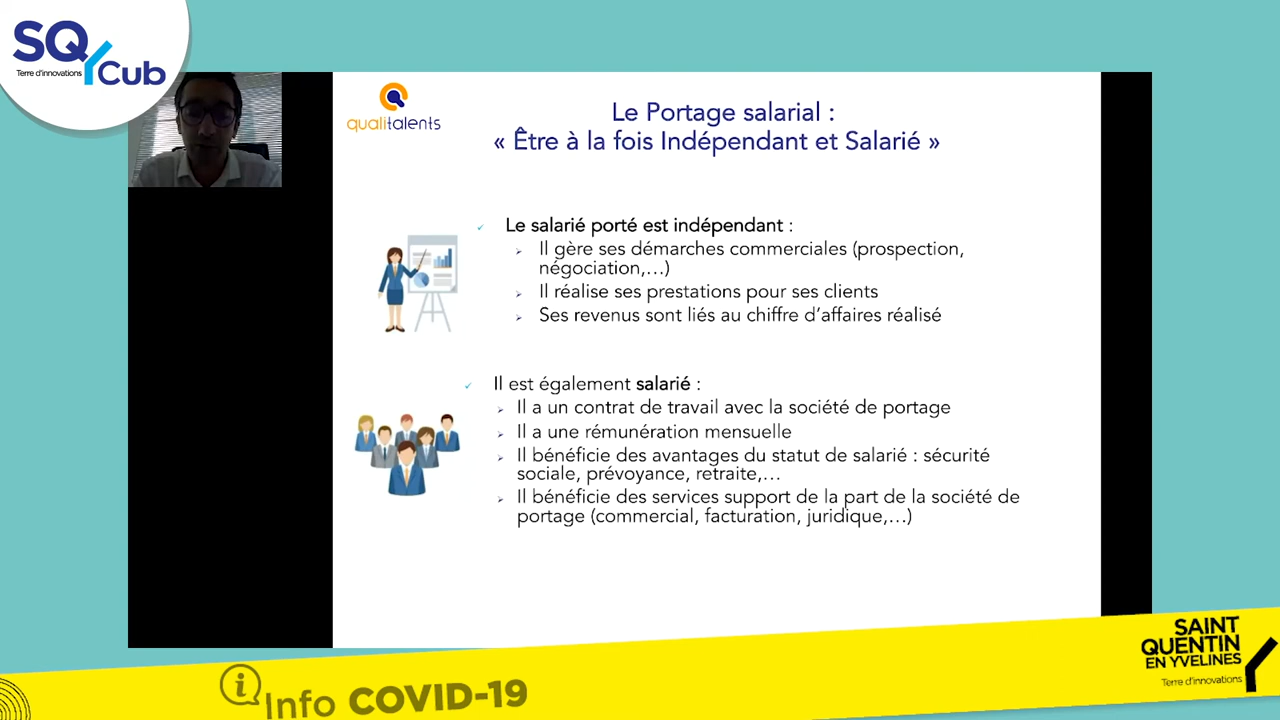 SQY Cub
Terre d'innovations
qualitalents
Le Portage salarial :
« Être à la fois Indépendant et Salarié »
Le salarié porté est indépendant :
Il gère ses démarches commerciales (prospection,
négociation,…)
Il réalise ses prestations pour ses clients
Ses revenus sont liés au chiffre d'affaires réalisé
Il est également salarié :
Il a un contrat de travail avec la société de portage
Il a une rémunération mensuelle
Il bénéficie des avantages du statut de salarié : sécurité
sociale, prévoyance, retraite,…
Il bénéficie des services support de la part de la société de
portage (commercial, facturation, juridique,…)
SAINT
QUENTIN
EN YVELINES
Terre d'innovations
i Info COVID-19